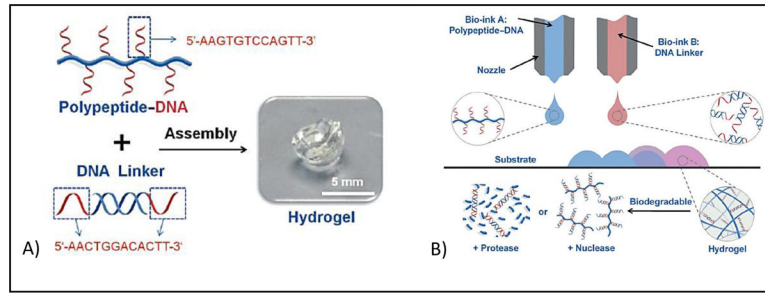 5'-AAGTGTCCAGTT-3'
Polypeptide–DNA
+
Assembly
DNA Linker
5 mm
Hydrogel
A)
5'-AACTGGACACTT-3'
Bio-ink A:
Polypeptide–DNA
Bio-ink B:
DNA Linker
Nozzle
Substrate
or
Biodegradable
+ Protease
+ Nuclease
Hydrogel
B)